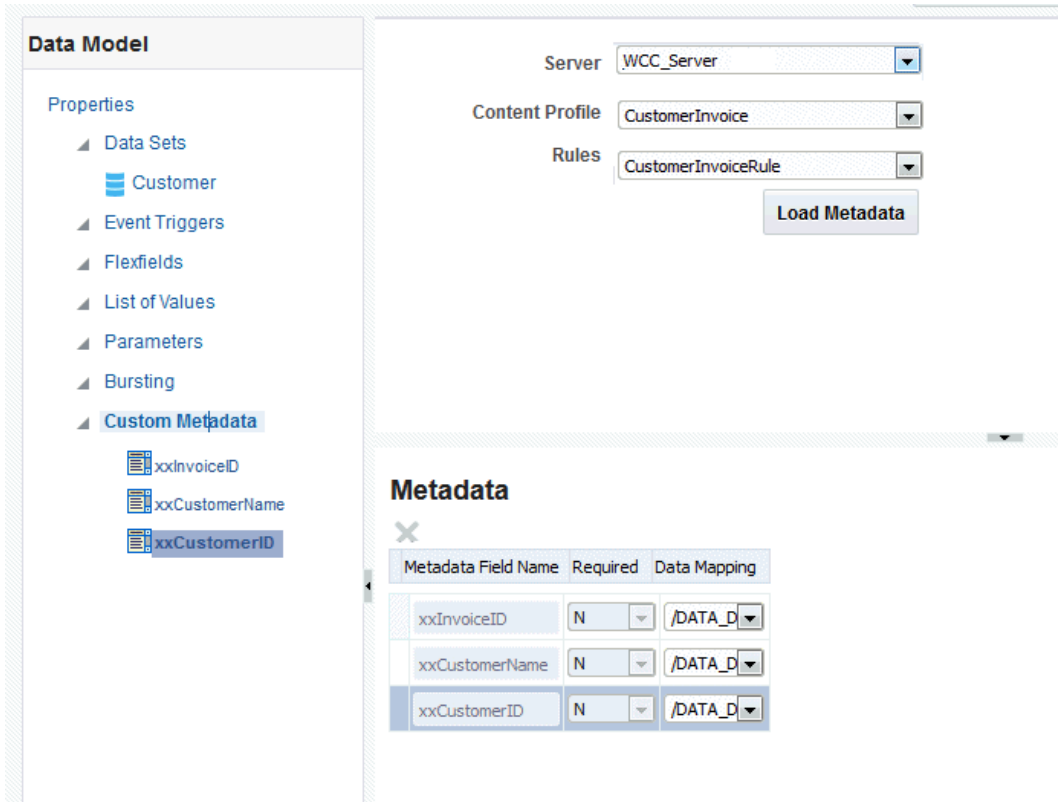 Data Model
Properties
Data Sets
Customer
Event Triggers
Flexfields
List of Values
Parameters
Bursting
Custom Metadata
xxInvoiceID
xxCustomerName
xxCustomerID
Server WCC_Server
Content Profile CustomerInvoice
Rules CustomerInvoiceRule
Load Metadata
Metadata
Metadata Field Name Required Data Mapping
xxInvoiceID N /DATA_D
xxCustomerName N /DATA_D
xxCustomerID N /DATA_D